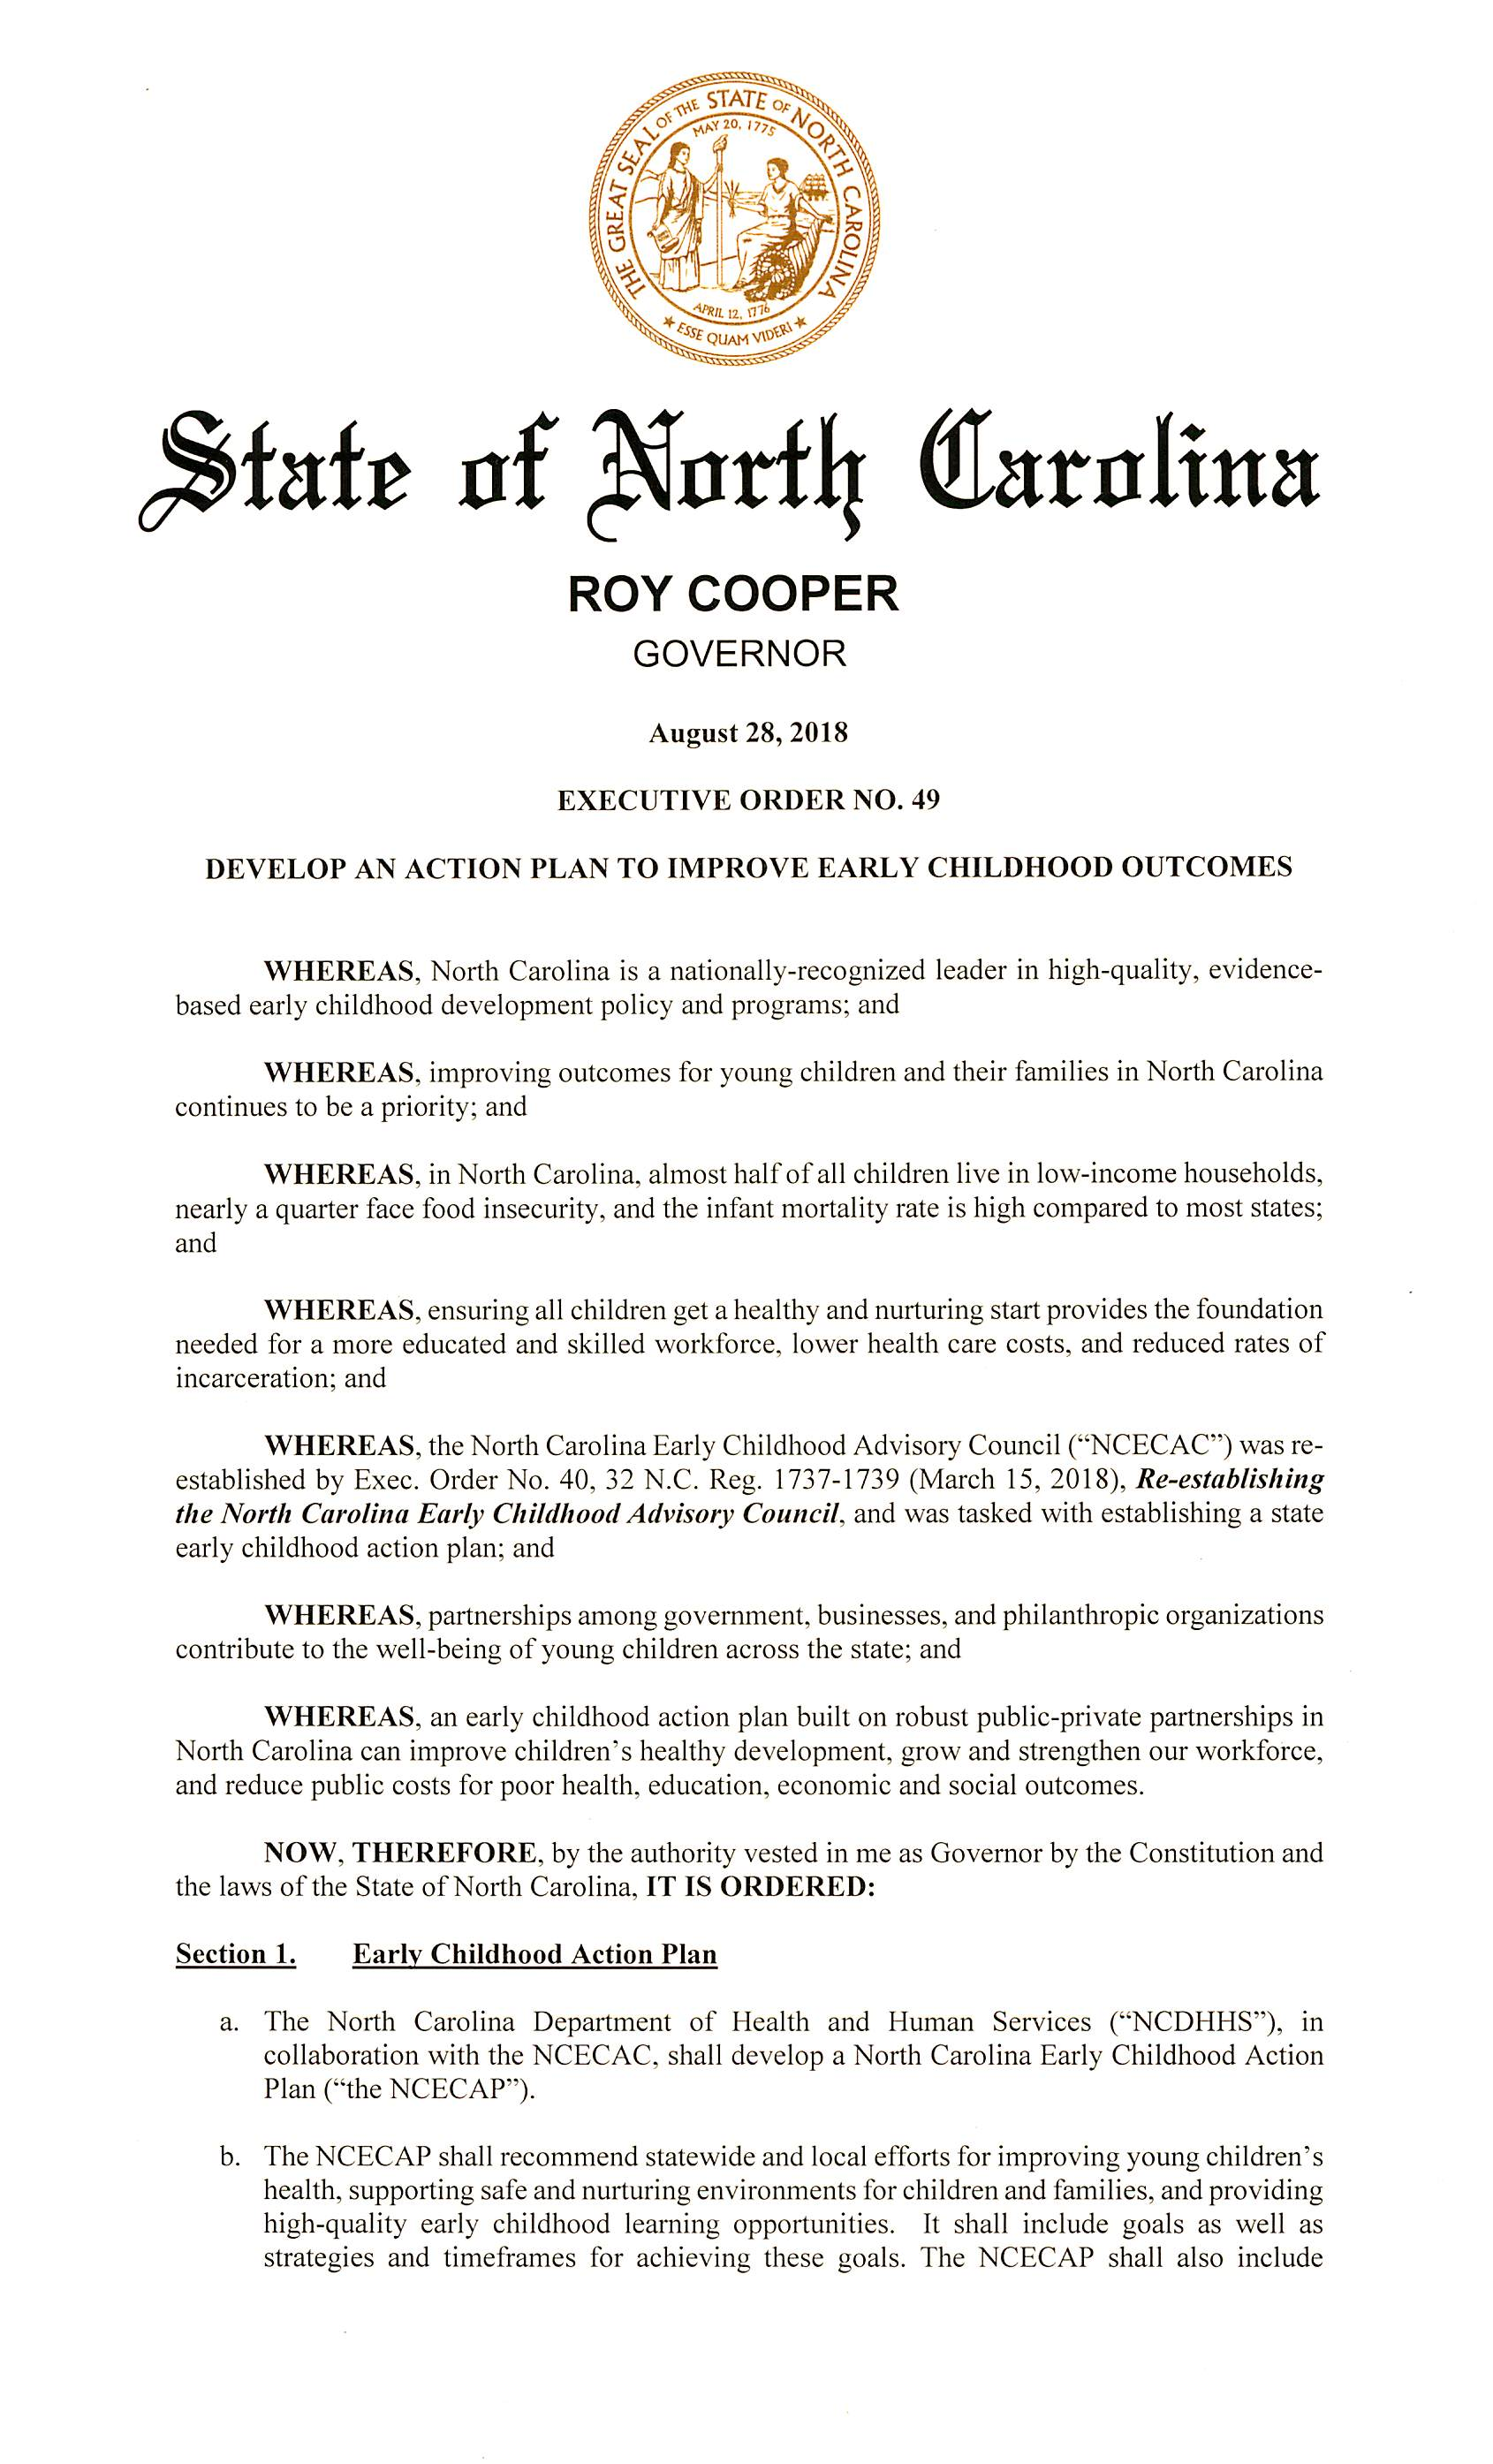 THE GREAT SEAL OF THE STATE OF NORTH CAROLINA
MAY 20, 1775
APRIL 12, 1776
★ ESSE QUAM VIDERI ★
State of North Carolina
ROY COOPER
GOVERNOR
August 28, 2018
EXECUTIVE ORDER NO. 49
DEVELOP AN ACTION PLAN TO IMPROVE EARLY CHILDHOOD OUTCOMES
WHEREAS, North Carolina is a nationally-recognized leader in high-quality, evidence-
based early childhood development policy and programs; and
WHEREAS, improving outcomes for young children and their families in North Carolina
continues to be a priority; and
WHEREAS, in North Carolina, almost half of all children live in low-income households,
nearly a quarter face food insecurity, and the infant mortality rate is high compared to most states;
and
WHEREAS, ensuring all children get a healthy and nurturing start provides the foundation
needed for a more educated and skilled workforce, lower health care costs, and reduced rates of
incarceration; and
WHEREAS, the North Carolina Early Childhood Advisory Council (“NCECAC”) was re-
established by Exec. Order No. 40, 32 N.C. Reg. 1737-1739 (March 15, 2018), Re-establishing
the North Carolina Early Childhood Advisory Council, and was tasked with establishing a state
early childhood action plan; and
WHEREAS, partnerships among government, businesses, and philanthropic organizations
contribute to the well-being of young children across the state; and
WHEREAS, an early childhood action plan built on robust public-private partnerships in
North Carolina can improve children’s healthy development, grow and strengthen our workforce,
and reduce public costs for poor health, education, economic and social outcomes.
NOW, THEREFORE, by the authority vested in me as Governor by the Constitution and
the laws of the State of North Carolina, IT IS ORDERED:
Section 1. Early Childhood Action Plan
a. The North Carolina Department of Health and Human Services (“NCDHHS”), in
collaboration with the NCECAC, shall develop a North Carolina Early Childhood Action
Plan (“the NCECAP”).
b. The NCECAP shall recommend statewide and local efforts for improving young children’s
health, supporting safe and nurturing environments for children and families, and providing
high-quality early childhood learning opportunities. It shall include goals as well as
strategies and timeframes for achieving these goals. The NCECAP shall also include